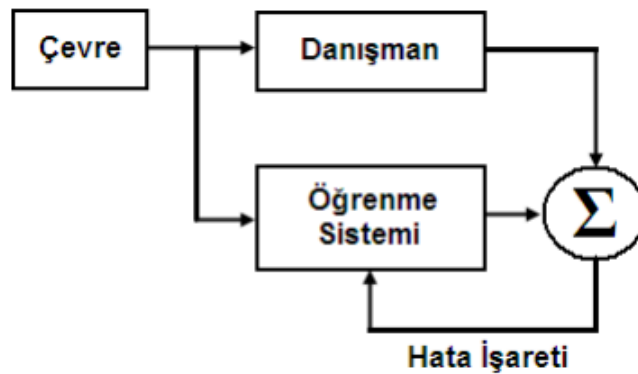 Çevre
Danışman
Öğrenme
Sistemi
Σ
Hata İşareti